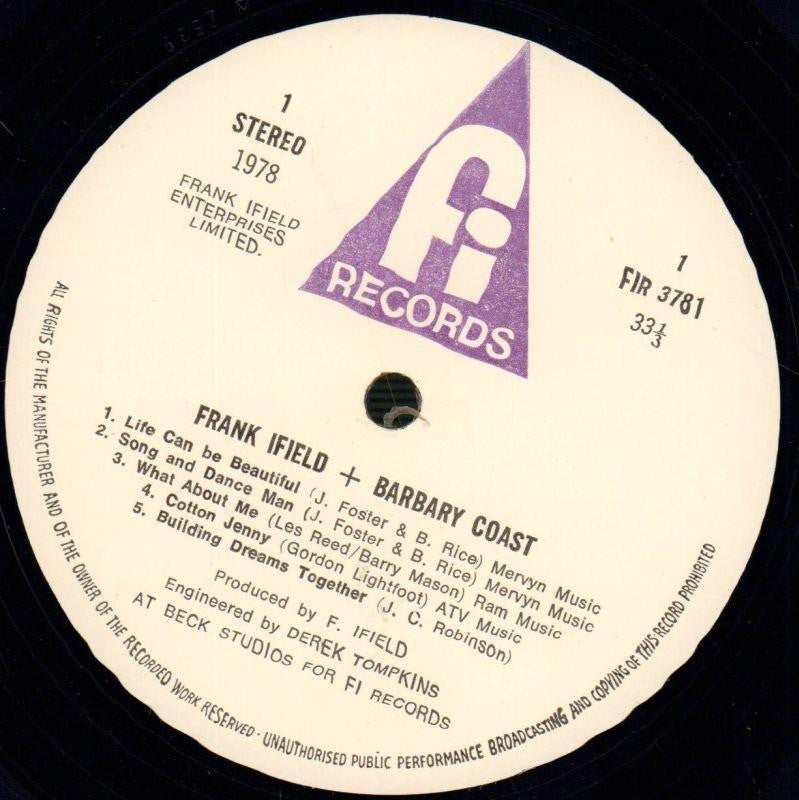 1
STEREO
1978
FRANK IFIELD
ENTERPRISES
LIMITED.
fi
RECORDS
1
FIR 3781
33⅓
FRANK IFIELD + BARBARY COAST
1. Life Can be Beautiful (J. Foster & B. Rice) Mervyn Music
2. Song and Dance Man (J. Foster & B. Rice) Mervyn Music
3. What About Me (Les Reed/Barry Mason) Ram Music
4. Cotton Jenny (Gordon Lightfoot) ATV Music
5. Building Dreams Together (J. C. Robinson)
Produced by F. IFIELD
Engineered by DEREK TOMPKINS
AT BECK STUDIOS FOR FI RECORDS
ALL RIGHTS OF THE MANUFACTURER AND OF THE OWNER OF THE RECORDED WORK RESERVED · UNAUTHORISED PUBLIC PERFORMANCE BROADCASTING AND COPYING OF THIS RECORD PROHIBITED